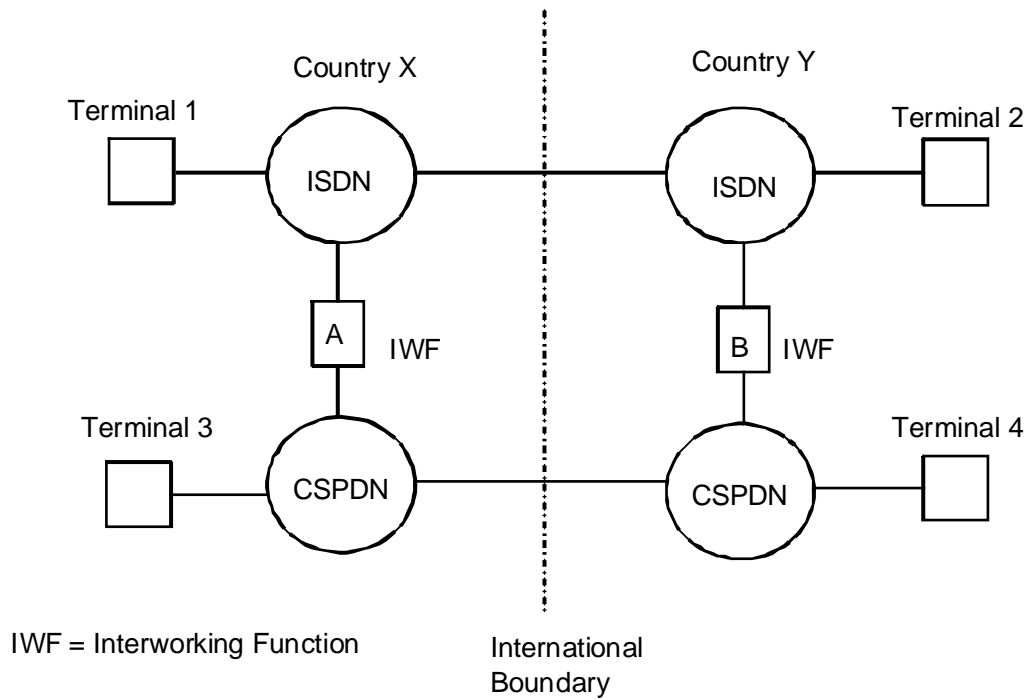 Country X
Country Y
Terminal 1
Terminal 2
ISDN
ISDN
A
IWF
B
IWF
Terminal 3
Terminal 4
CSPDN
CSPDN
IWF = Interworking Function
International
Boundary